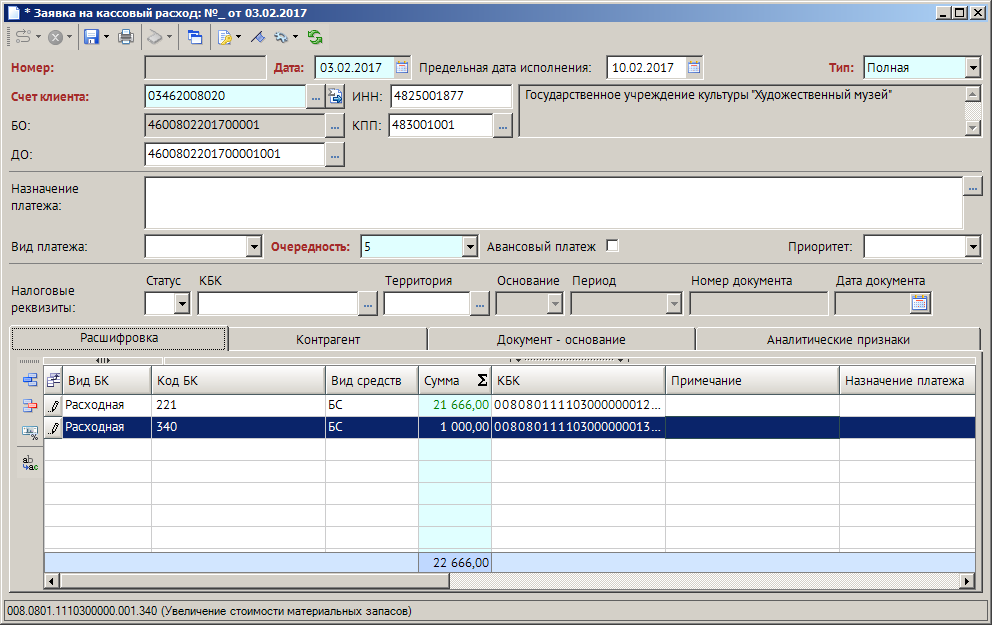 * Заявка на кассовый расход: №_ от 03.02.2017
Номер: Дата: 03.02.2017 Предельная дата исполнения: 10.02.2017 Тип: Полная
Счет клиента: 03462008020 ... ИНН: 4825001877 Государственное учреждение культуры "Художественный музей"
БО: 4600802201700001 ... КПП: 483001001 ...
ДО: 4600802201700001001 ...
Назначение ...
платежа:
Вид платежа: Очередность: 5 Авансовый платеж Приоритет:
Статус КБК Территория Основание Период Номер документа Дата документа
Налоговые
реквизиты: ... ...
Расшифровка Контрагент Документ - основание Аналитические признаки
Вид БК Код БК Вид средств Сумма Σ КБК Примечание Назначение платежа
Расходная 221 БС 21 666,00 008080111103000000012...
Расходная 340 БС 1 000,00 008080111103000000013...
22 666,00
008.0801.1110300000.001.340 (Увеличение стоимости материальных запасов)